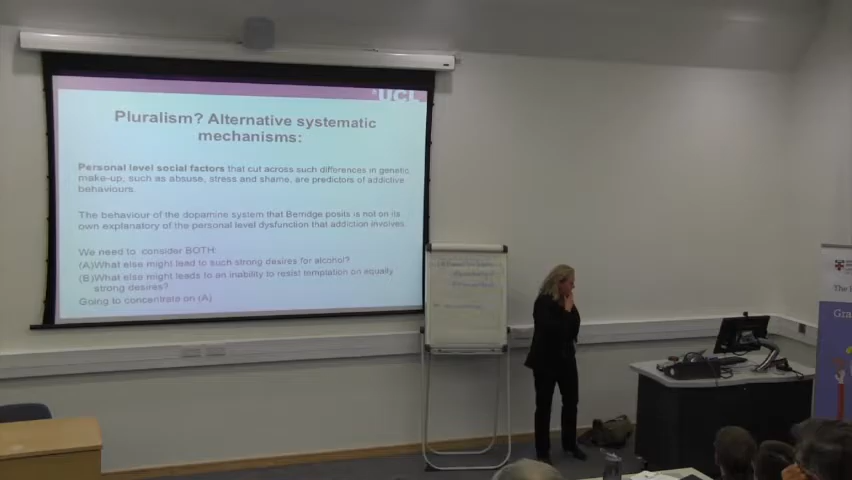 UCL
Pluralism? Alternative systematic
mechanisms:
Personal level social factors that cut across such differences in genetic
make-up, such as abuse, stress and shame, are predictors of addictive
behaviours.
The behaviour of the dopamine system that Berridge posits is not on its
own explanatory of the personal level dysfunction that addiction involves.
We need to consider BOTH:
(A)What else might lead to such strong desires for alcohol?
(B)What else might leads to an inability to resist temptation on equally
strong desires?
Going to concentrate on (A)
The
Gra